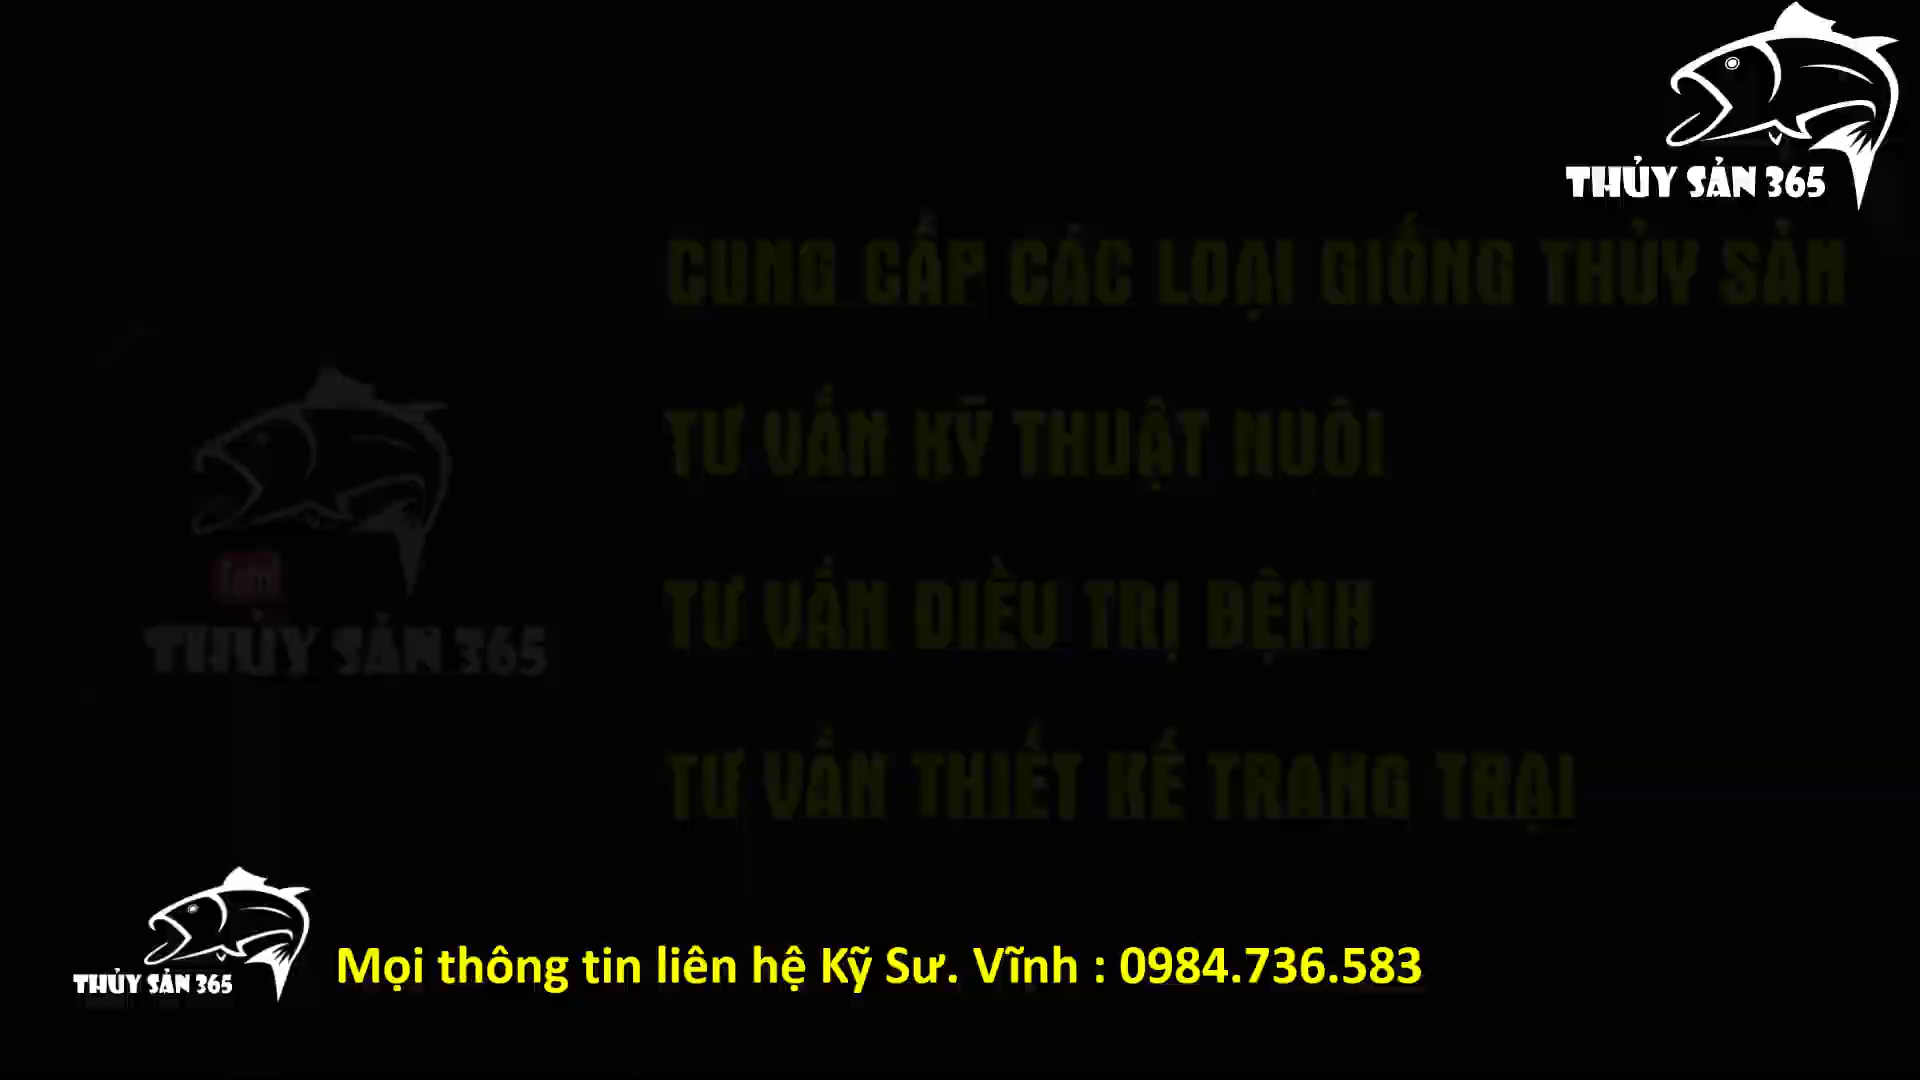 THỦY SẢN 365
CUNG CẤP CÁC LOẠI GIỐNG THỦY SẢN
TƯ VẤN KỸ THUẬT NUÔI
TƯ VẤN DIỀU TRỊ BỆNH
THỦY SẢN 365
TƯ VẤN THIẾT KẾ TRANG TRẠI
THỦY SẢN 365
Mọi thông tin liên hệ Kỹ Sư. Vĩnh : 0984.736.583